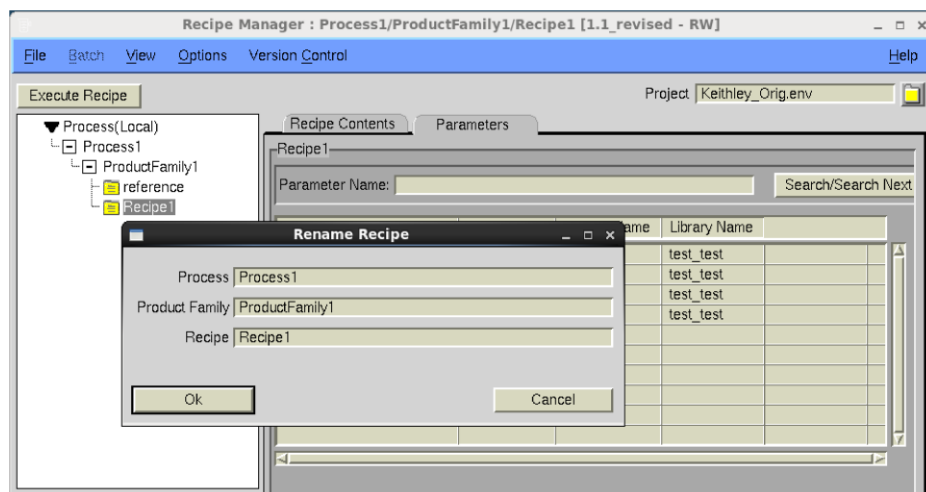 Recipe Manager : Process1/ProductFamily1/Recipe1 [1.1_revised - RW]
File Batch View Options Version Control Help
Execute Recipe Project Keithley_Orig.env
Process(Local)
Process1
ProductFamily1
reference
Recipe1
Recipe Contents Parameters
Recipe1
Parameter Name: Search/Search Next
Library Name
test_test
test_test
test_test
test_test
Rename Recipe
Process Process1
Product Family ProductFamily1
Recipe Recipe1
Ok Cancel